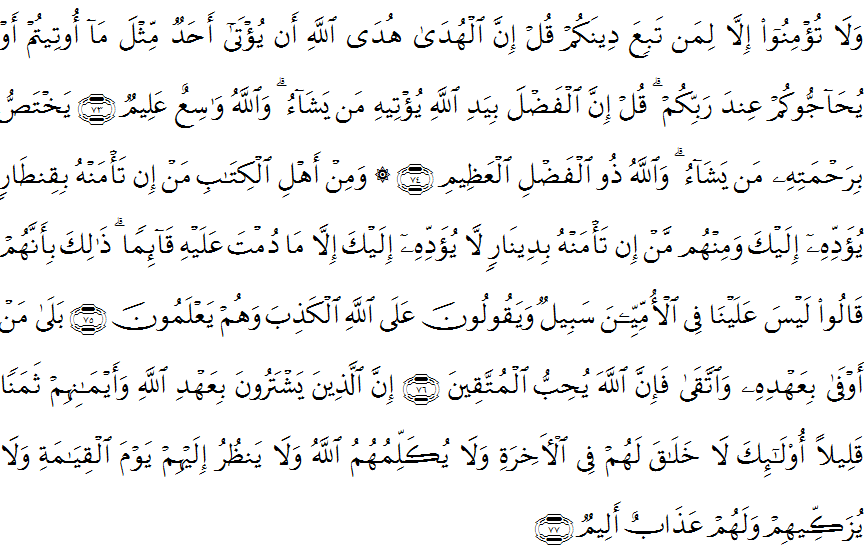 وَلَا تُؤْمِنُوٓا۟ إِلَّا لِمَن تَبِعَ دِينَكُمْ قُلْ إِنَّ ٱلْهُدَىٰ هُدَى ٱللَّهِ أَن يُؤْتَىٰٓ أَحَدٌ مِّثْلَ مَآ أُوتِيتُمْ أَوْ
يُحَآجُّوكُمْ عِندَ رَبِّكُمْ ۗ قُلْ إِنَّ ٱلْفَضْلَ بِيَدِ ٱللَّهِ يُؤْتِيهِ مَن يَشَآءُ ۗ وَٱللَّهُ وَٰسِعٌ عَلِيمٌ ﴿٧٣﴾ يَخْتَصُّ
بِرَحْمَتِهِۦ مَن يَشَآءُ ۗ وَٱللَّهُ ذُو ٱلْفَضْلِ ٱلْعَظِيمِ ﴿٧٤﴾ ۞ وَمِنْ أَهْلِ ٱلْكِتَٰبِ مَنْ إِن تَأْمَنْهُ بِقِنطَارٍ
يُؤَدِّهِۦٓ إِلَيْكَ وَمِنْهُم مَّنْ إِن تَأْمَنْهُ بِدِينَارٍ لَّا يُؤَدِّهِۦٓ إِلَيْكَ إِلَّا مَا دُمْتَ عَلَيْهِ قَآئِمًا ۗ ذَٰلِكَ بِأَنَّهُمْ
قَالُوا۟ لَيْسَ عَلَيْنَا فِى ٱلْأُمِّيِّـۧنَ سَبِيلٌ وَيَقُولُونَ عَلَى ٱللَّهِ ٱلْكَذِبَ وَهُمْ يَعْلَمُونَ ﴿٧٥﴾ بَلَىٰ مَنْ
أَوْفَىٰ بِعَهْدِهِۦ وَٱتَّقَىٰ فَإِنَّ ٱللَّهَ يُحِبُّ ٱلْمُتَّقِينَ ﴿٧٦﴾ إِنَّ ٱلَّذِينَ يَشْتَرُونَ بِعَهْدِ ٱللَّهِ وَأَيْمَٰنِهِمْ ثَمَنًا
قَلِيلًا أُو۟لَٰٓئِكَ لَا خَلَٰقَ لَهُمْ فِى ٱلْءَاخِرَةِ وَلَا يُكَلِّمُهُمُ ٱللَّهُ وَلَا يَنظُرُ إِلَيْهِمْ يَوْمَ ٱلْقِيَٰمَةِ وَلَا
يُزَكِّيهِمْ وَلَهُمْ عَذَابٌ أَلِيمٌ ﴿٧٧﴾